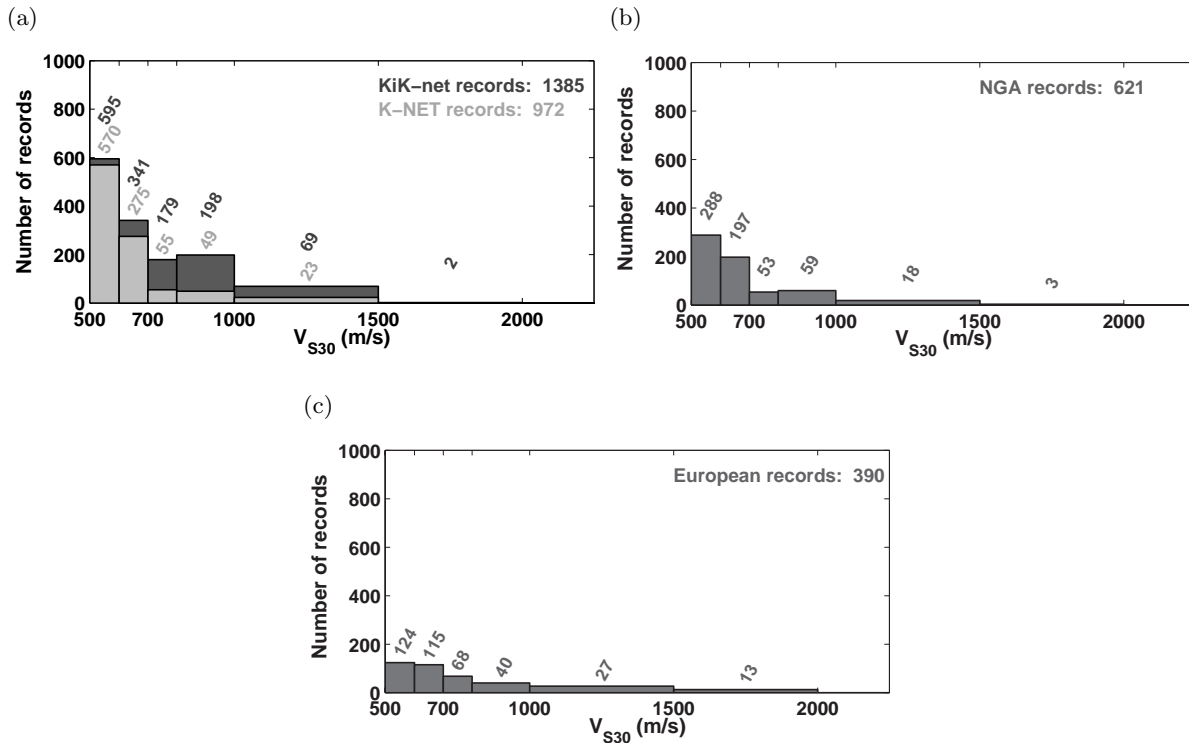 (a)
1000
800
600
400
200
0
Number of records
KiK−net records: 1385
K−NET records: 972
595
570
341
275
179
55
198
49
69
23
2
500 700 1000 1500 2000
V_S30 (m/s)
(b)
1000
800
600
400
200
0
Number of records
NGA records: 621
288
197
53
59
18
3
500 700 1000 1500 2000
V_S30 (m/s)
(c)
1000
800
600
400
200
0
Number of records
European records: 390
124
115
68
40
27
13
500 700 1000 1500 2000
V_S30 (m/s)